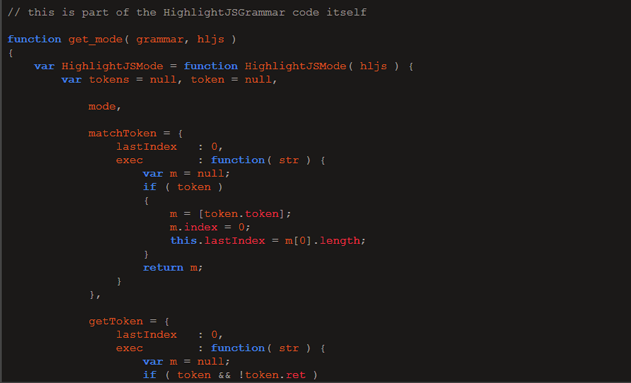 // this is part of the HighlightJSGrammar code itself
function get_mode( grammar, hljs )
{
var HighlightJSMode = function HighlightJSMode( hljs ) {
var tokens = null, token = null,
mode,
matchToken = {
lastIndex : 0,
exec : function( str ) {
var m = null;
if ( token )
{
m = [token.token];
m.index = 0;
this.lastIndex = m[0].length;
}
return m;
}
},
getToken = {
lastIndex : 0,
exec : function( str ) {
var m = null;
if ( token && !token.ret )